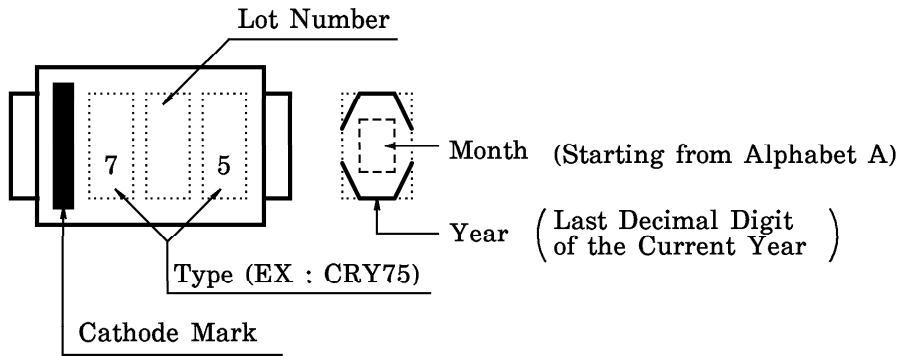 Lot Number
7 5
Month (Starting from Alphabet A)
Year ( Last Decimal Digit
of the Current Year )
Type (EX : CRY75)
Cathode Mark